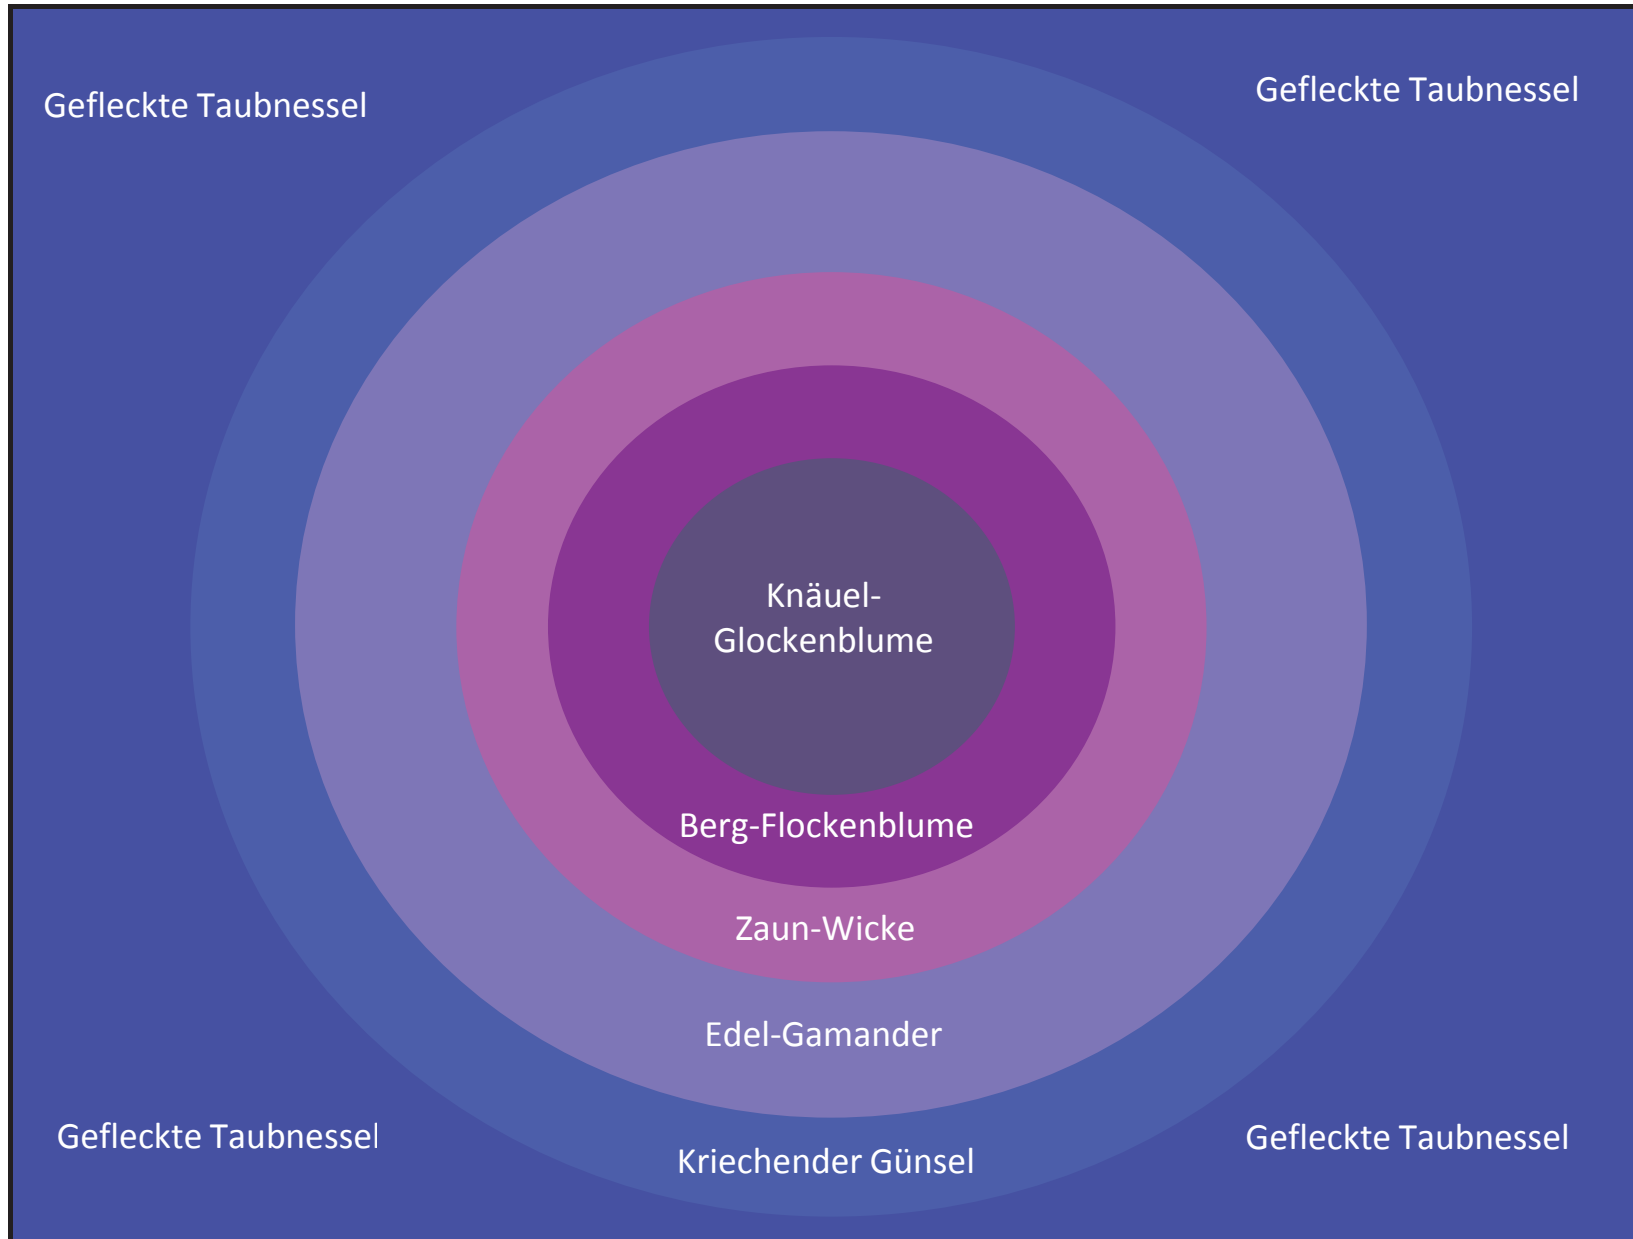 Gefleckte Taubnessel
Gefleckte Taubnessel
Knäuel-
Glockenblume
Berg-Flockenblume
Zaun-Wicke
Edel-Gamander
Gefleckte Taubnessel
Kriechender Günsel
Gefleckte Taubnessel